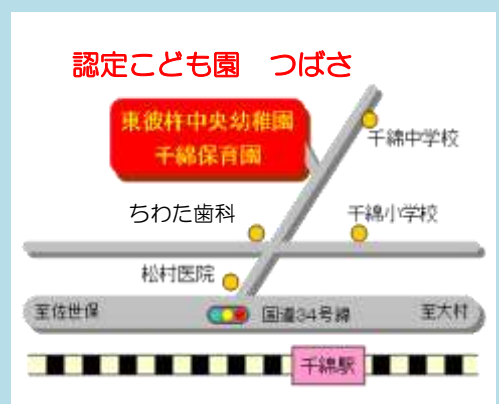 認定こども園　つばさ
東彼杵中央幼稚園
千綿保育園
千綿中学校
ちわた歯科
千綿小学校
松村医院
至佐世保
国道34号線
至大村
千綿駅